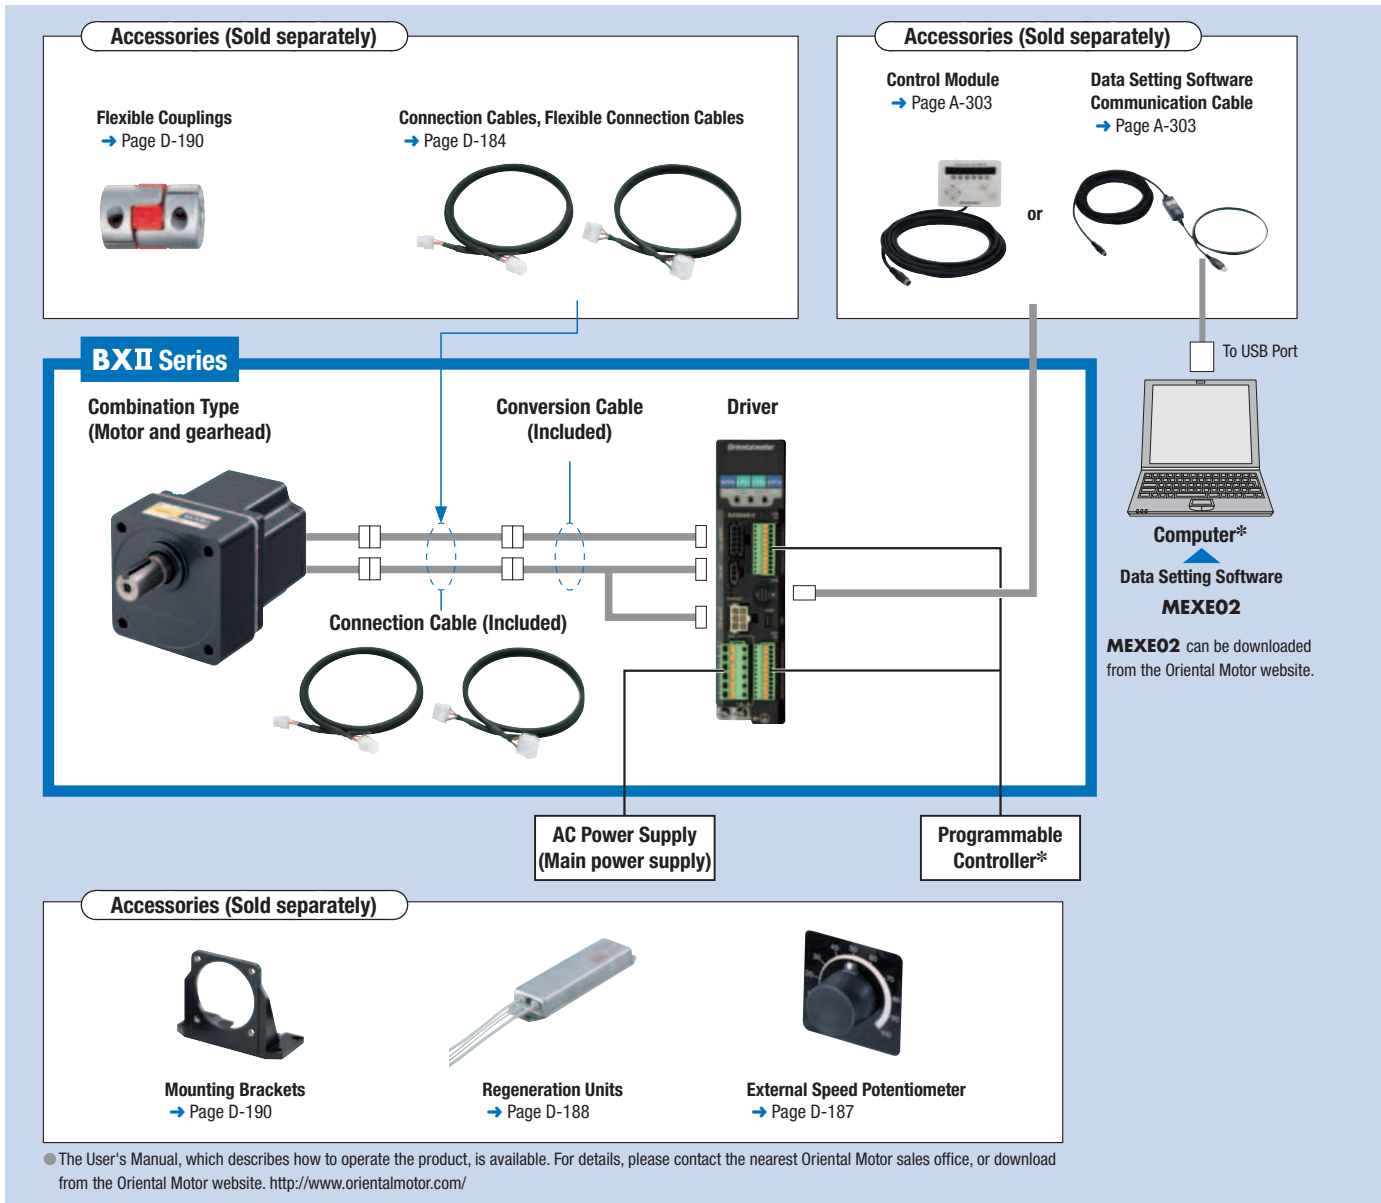 Accessories (Sold separately)
Flexible Couplings
➜ Page D-190
Connection Cables, Flexible Connection Cables
➜ Page D-184
Accessories (Sold separately)
Control Module
➜ Page A-303
or
Data Setting Software
Communication Cable
➜ Page A-303
To USB Port
BXII Series
Combination Type
(Motor and gearhead)
Conversion Cable
(Included)
Driver
Orientalmotor
Connection Cable (Included)
Computer*
Data Setting Software
MEXE02
MEXE02 can be downloaded
from the Oriental Motor website.
AC Power Supply
(Main power supply)
Programmable
Controller*
Accessories (Sold separately)
Mounting Brackets
➜ Page D-190
Regeneration Units
➜ Page D-188
External Speed Potentiometer
➜ Page D-187
● The User's Manual, which describes how to operate the product, is available. For details, please contact the nearest Oriental Motor sales office, or download
from the Oriental Motor website. http://www.orientalmotor.com/